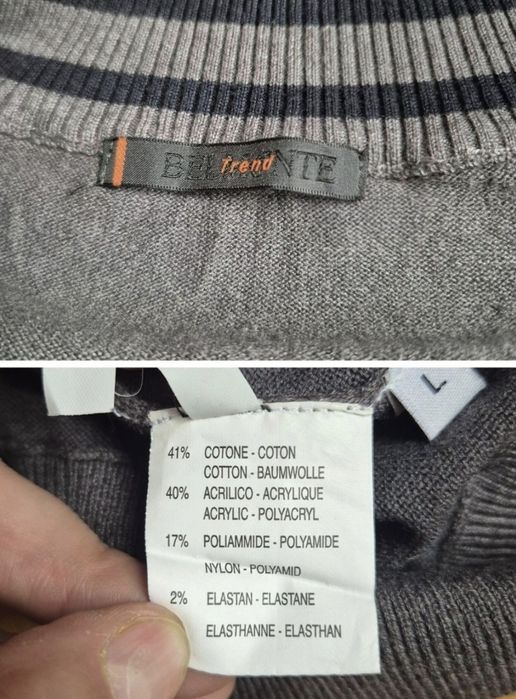 Trend
41% COTONE - COTON
COTTON - BAUMWOLLE
40% ACRILICO - ACRYLIQUE
ACRYLIC - POLYACRYL
17% POLIAMMIDE - POLYAMIDE
NYLON - POLYAMID
2% ELASTAN - ELASTANE
ELASTHANNE - ELASTHAN
L